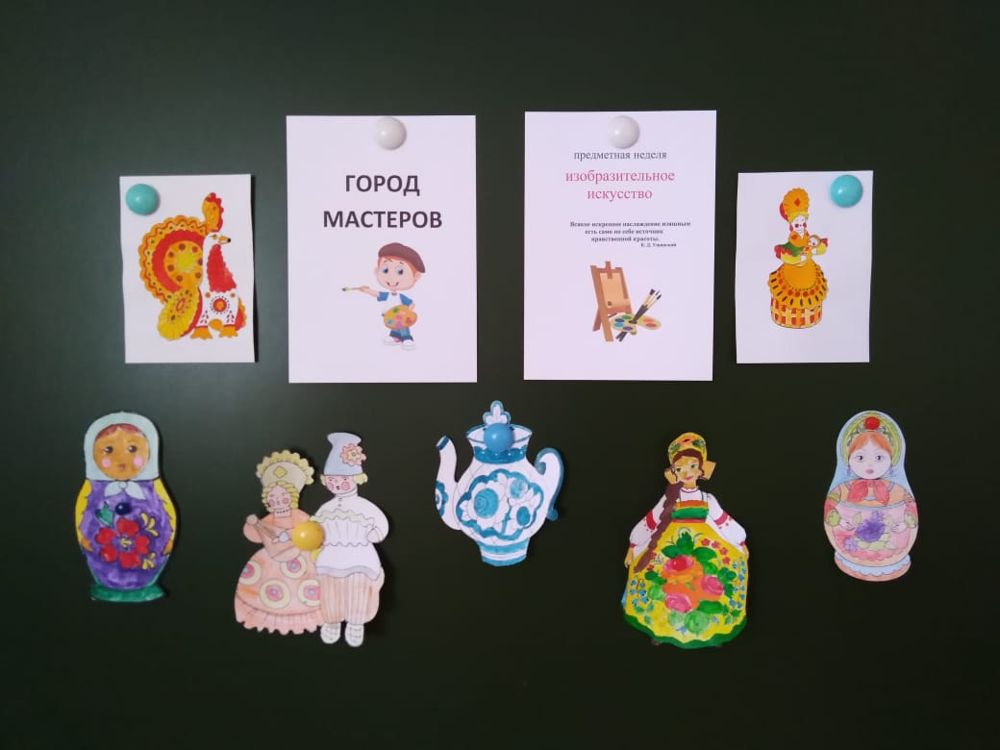 ГОРОД
МАСТЕРОВ
предметная неделя
изобразительное
искусство
Всякое искреннее наслаждение изящным
есть само по себе источник
нравственной красоты.
К. Д. Ушинский